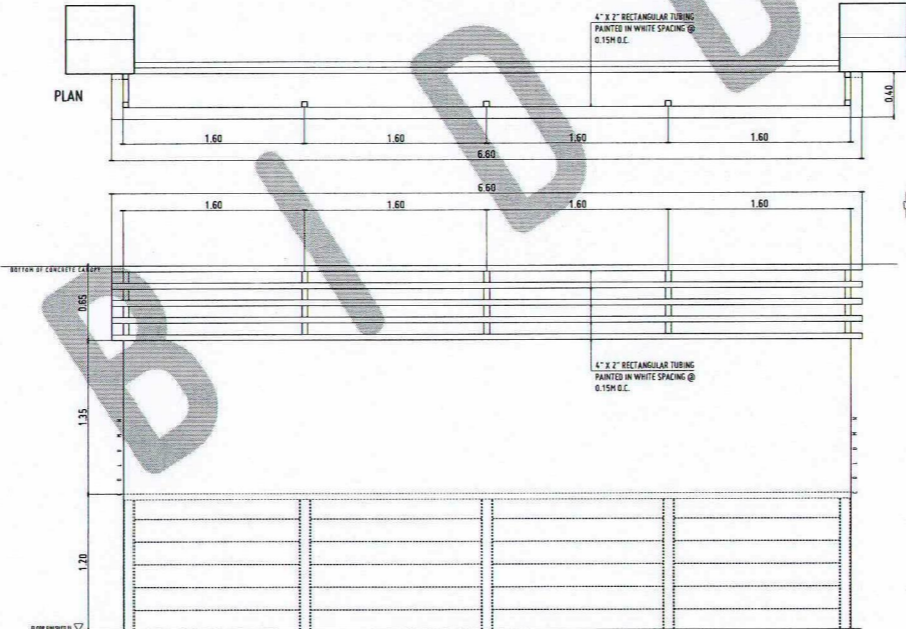 4" X 2" RECTANGULAR TUBING
PAINTED IN WHITE SPACING @
0.15M O.C.
PLAN
0.40
1.60 1.60 1.60 1.60
6.60
6.60
1.60 1.60 1.60 1.60
BOTTOM OF CONCRETE CANOPY
0.65
4" X 2" RECTANGULAR TUBING
PAINTED IN WHITE SPACING @
0.15M O.C.
1.35
1.20
B I D D